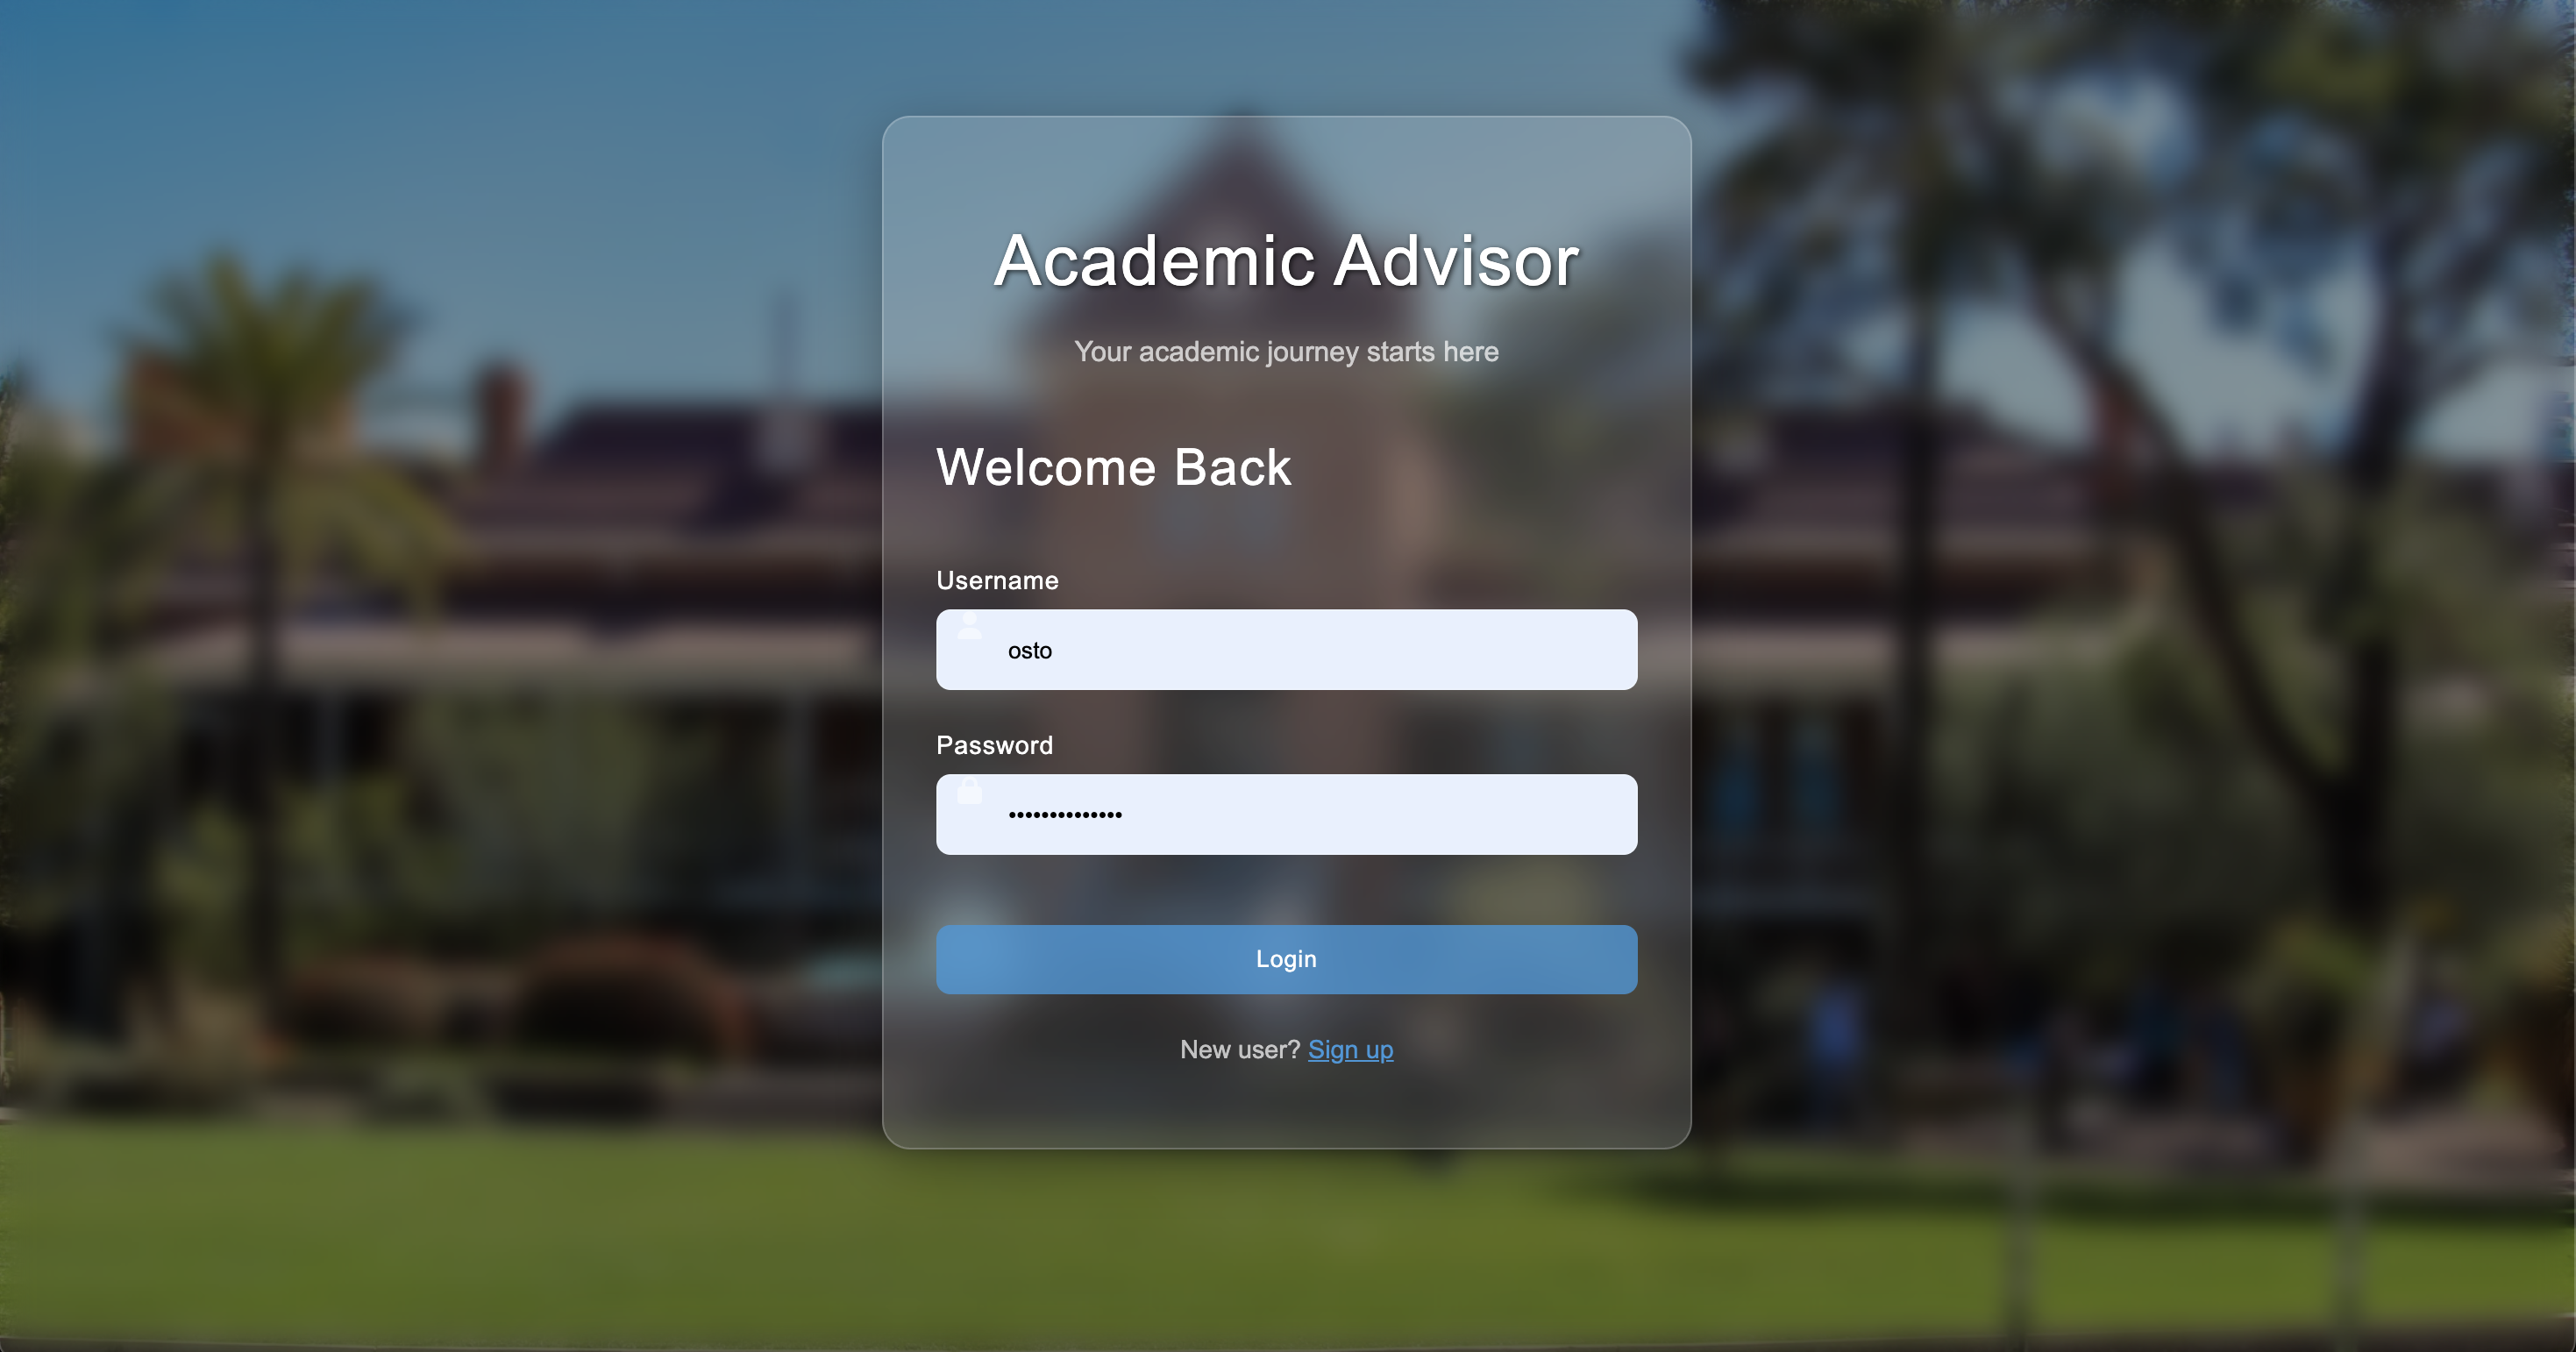 Academic Advisor
Your academic journey starts here
Welcome Back
Username
osto
Password
••••••••••••••
Login
New user? Sign up